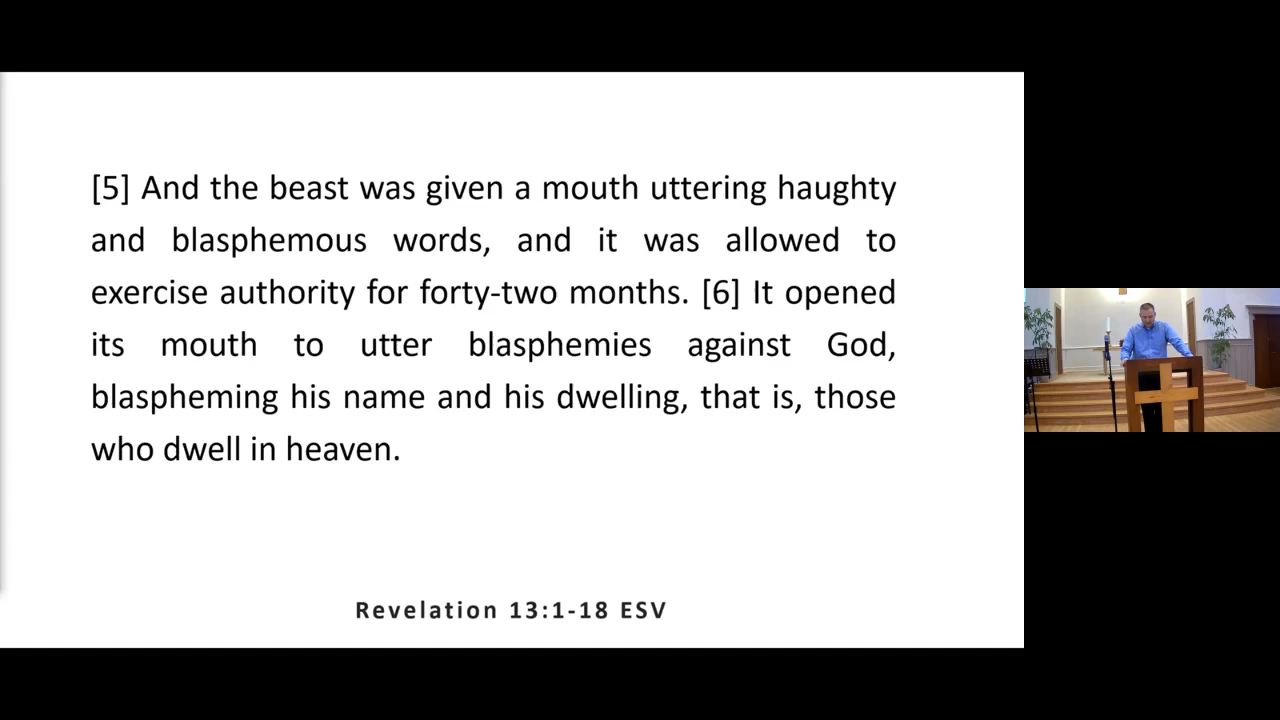 [5] And the beast was given a mouth uttering haughty
and blasphemous words, and it was allowed to
exercise authority for forty-two months. [6] It opened
its mouth to utter blasphemies against God,
blaspheming his name and his dwelling, that is, those
who dwell in heaven.
Revelation 13:1-18 ESV